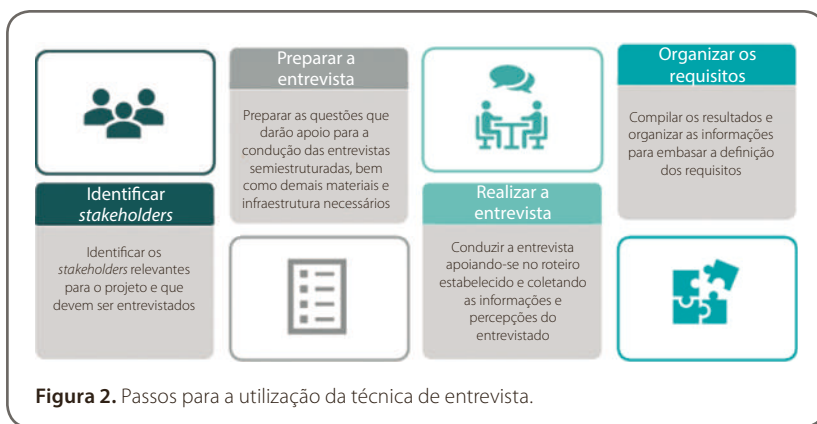 Identificar
stakeholders
Identificar os
stakeholders relevantes
para o projeto e que
devem ser entrevistados
Preparar a
entrevista
Preparar as questões que
darão apoio para a
condução das entrevistas
semiestruturadas, bem
como demais materiais e
infraestrutura necessários
Realizar a
entrevista
Conduzir a entrevista
apoiando-se no roteiro
estabelecido e coletando
as informações e
percepções do
entrevistado
Organizar os
requisitos
Compilar os resultados e
organizar as informações
para embasar a definição
dos requisitos
Figura 2. Passos para a utilização da técnica de entrevista.